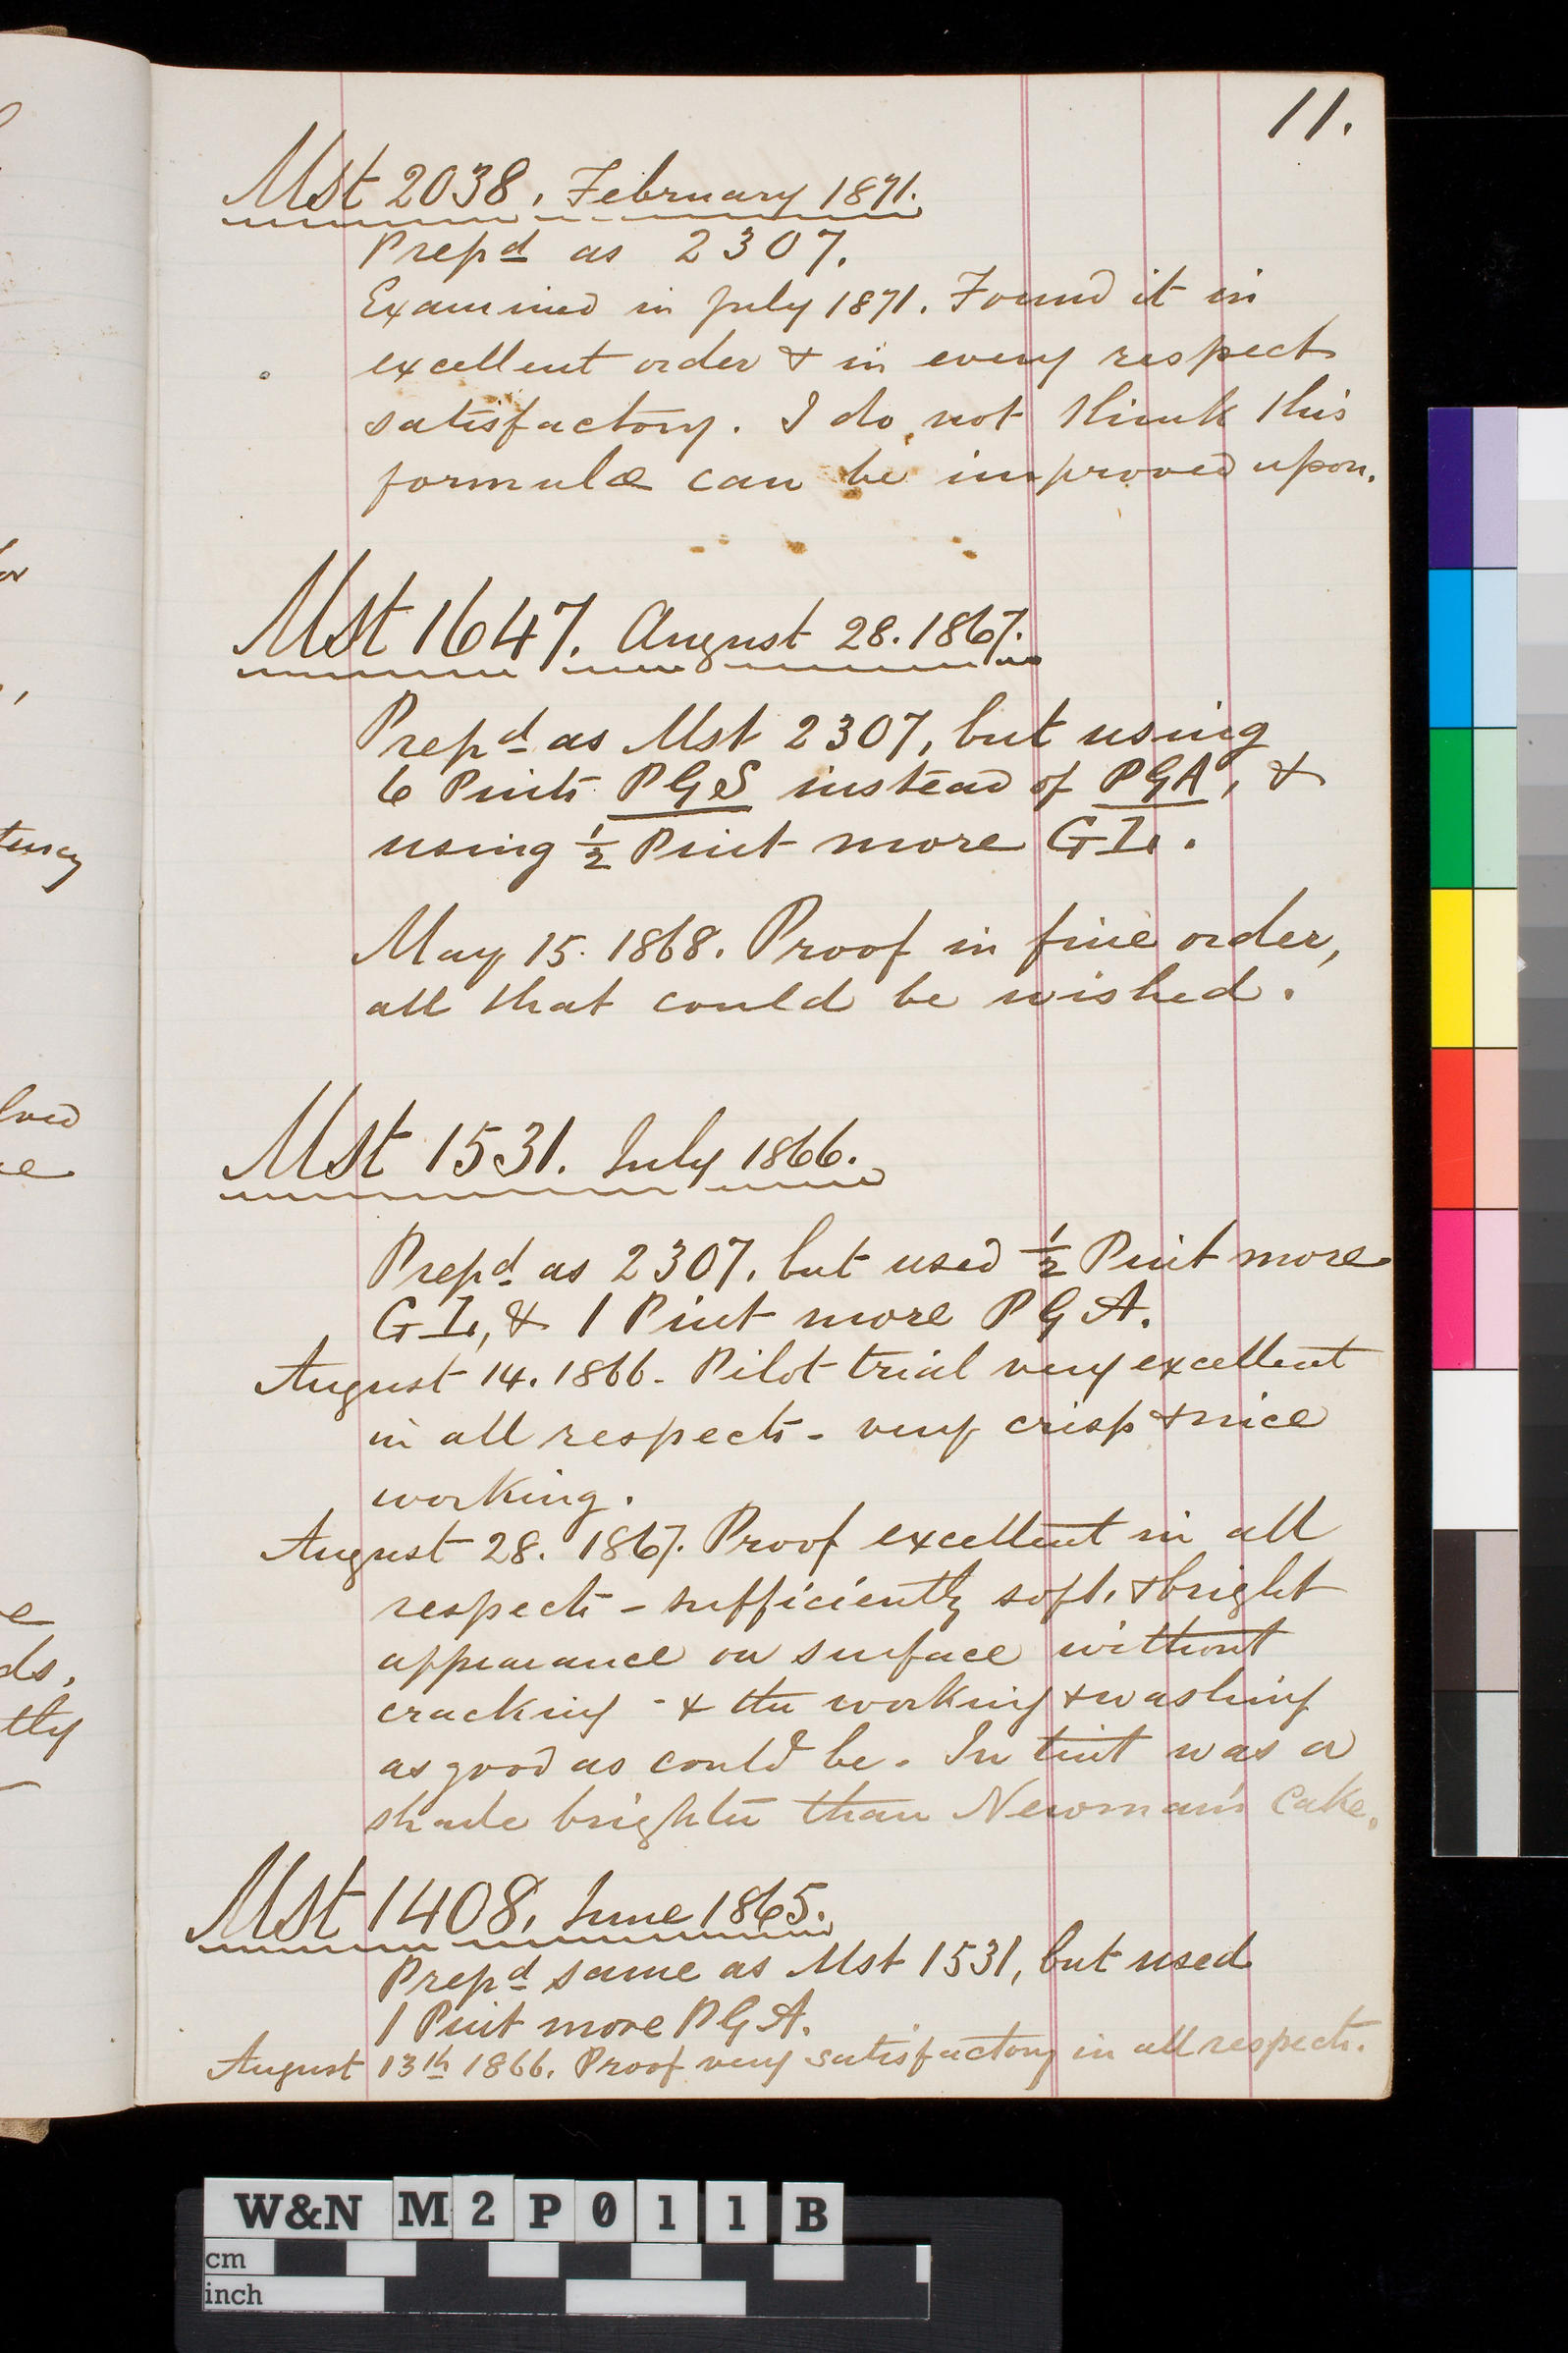 11.
Mst 2038. February 1871.
Prepd as 2307.
Examined in July 1871. Found it in
excellent order & in every respect
satisfactory. I do not think this
formula can be improved upon.
Mst 1647. August 28. 1867.
Prepd as Mst 2307, but using
6 Pints PGS instead of PGA, &
using ½ Pint more GL.
May 15. 1868. Proof in fine order,
all that could be wished.
Mst 1531. July 1866.
Prepd as 2307, but used ½ Pint more
GL, & 1 Pint more PGA.
August 14. 1866. Pilot trial very excellent
in all respects - very crisp & nice
working.
August 28. 1867. Proof excellent in all
respects - sufficiently soft, & bright
appearance on surface without
cracking - & the working & washing
as good as could be. In tint was a
shade brighter than Newman's Cake.
Mst 1408. June 1865.
Prepd same as Mst 1531, but used
1 Pint more PGA.
August 13th 1866. Proof very satisfactory in all respects.
W&N M2P011B
cm
inch